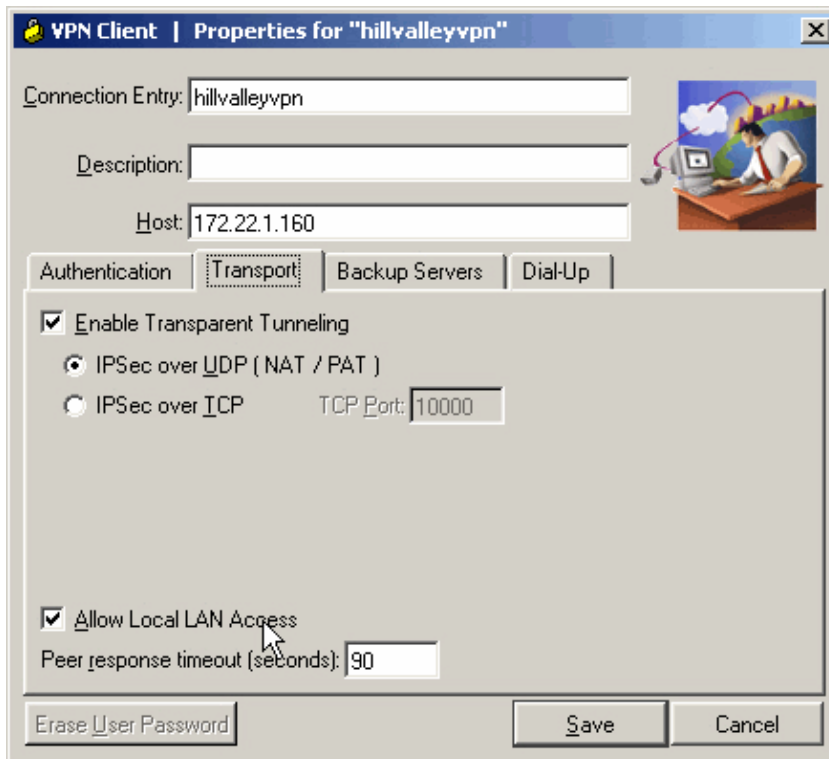 VPN Client | Properties for "hillvalleyvpn"
Connection Entry: hillvalleyvpn
Description:
Host: 172.22.1.160
Authentication Transport Backup Servers Dial-Up
Enable Transparent Tunneling
IPSec over UDP ( NAT / PAT )
IPSec over TCP TCP Port: 10000
Allow Local LAN Access
Peer response timeout (seconds): 90
Erase User Password Save Cancel